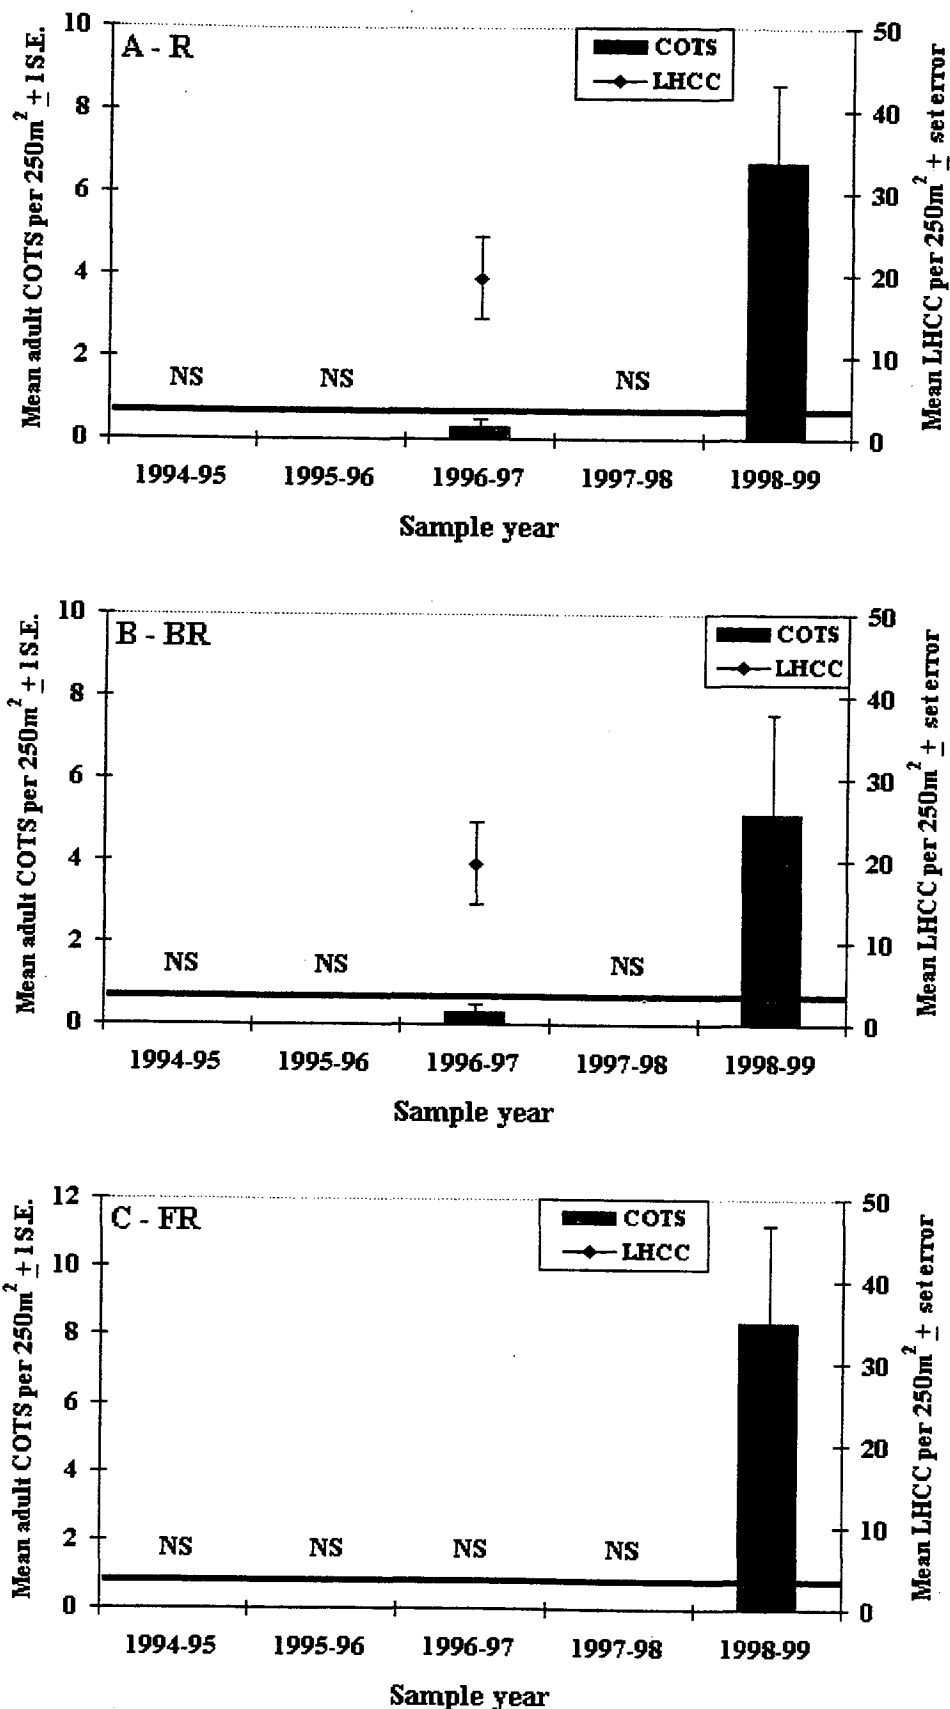 A - R
COTS
LHCC
Mean adult COTS per 250m² ± 1 S.E.
10
8
6
4
2
0
Mean LHCC per 250m² ± set error
50
40
30
20
10
0
NS NS NS
1994-95 1995-96 1996-97 1997-98 1998-99
Sample year
B - BR
COTS
LHCC
Mean adult COTS per 250m² ± 1 S.E.
10
8
6
4
2
0
Mean LHCC per 250m² ± set error
50
40
30
20
10
0
NS NS NS
1994-95 1995-96 1996-97 1997-98 1998-99
Sample year
C - FR
COTS
LHCC
Mean adult COTS per 250m² ± 1 S.E.
12
10
8
6
4
2
0
Mean LHCC per 250m² ± set error
50
40
30
20
10
0
NS NS NS NS
1994-95 1995-96 1996-97 1997-98 1998-99
Sample year